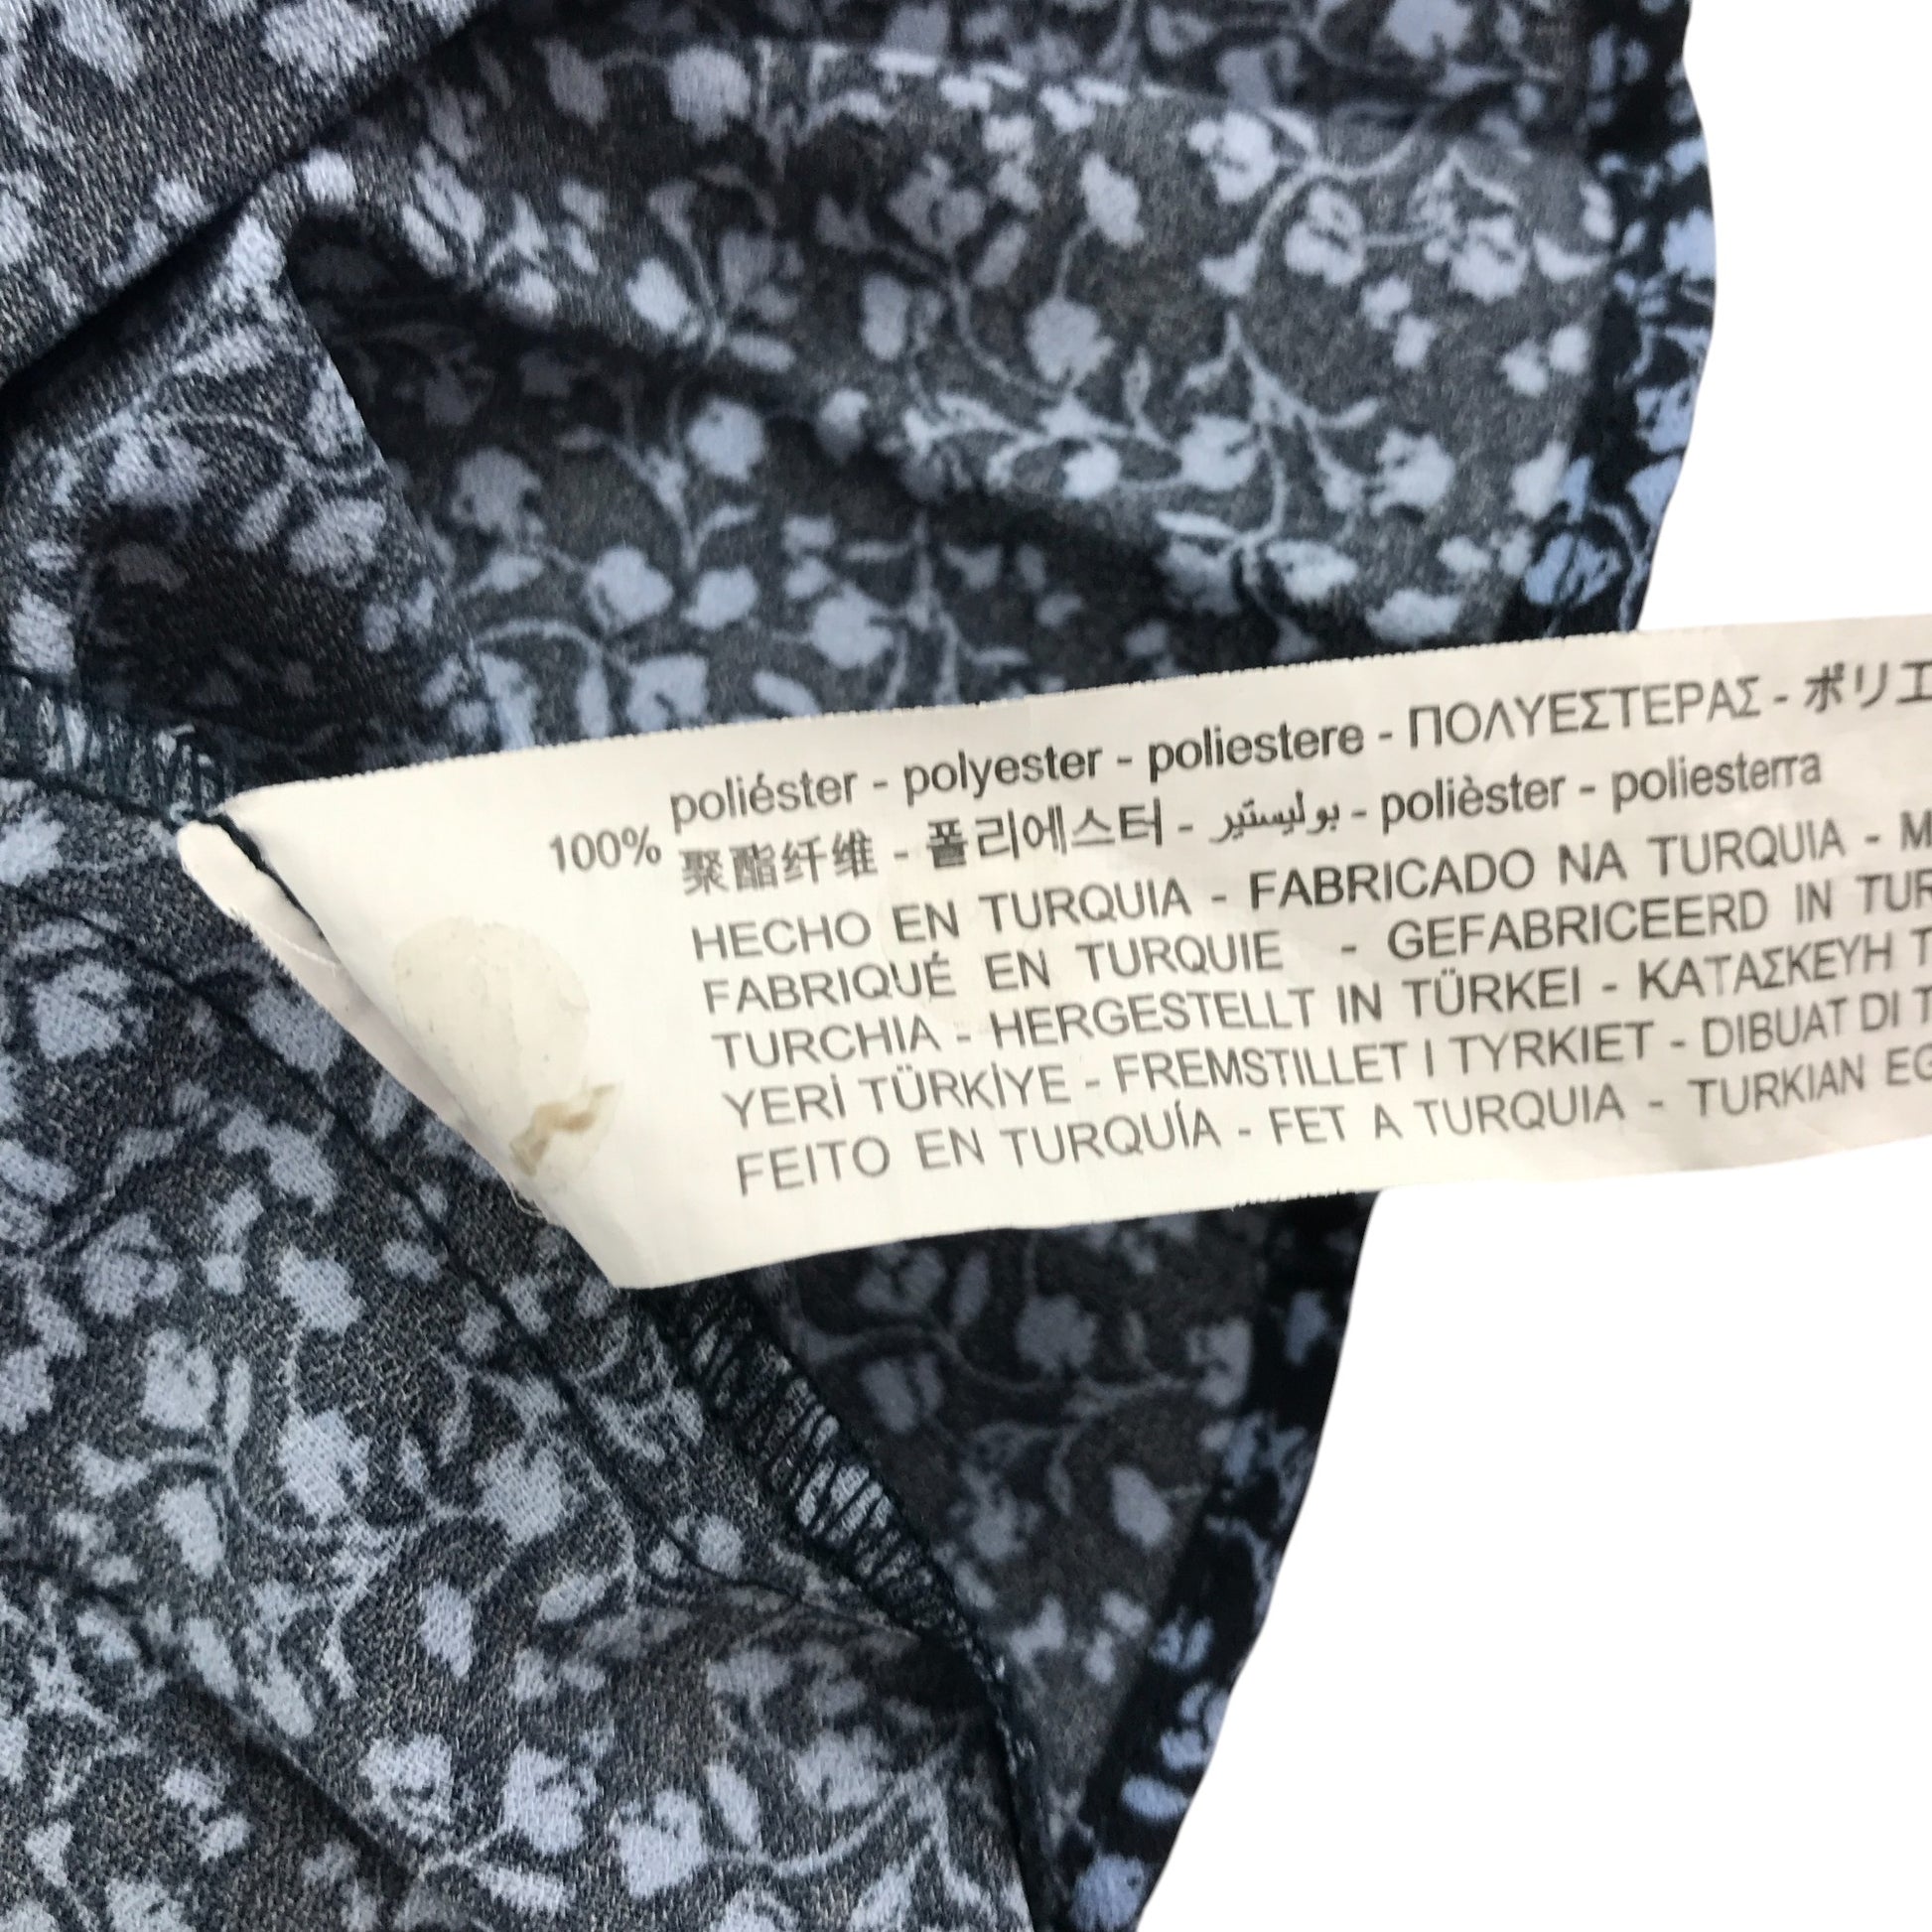 100% poliéster - polyester - poliestere - ΠΟΛΥΕΣΤΕΡΑΣ - ポリエ
聚酯纤维 - 폴리에스터 - بوليستير - polièster - poliesterra
HECHO EN TURQUIA - FABRICADO NA TURQUIA - M
FABRIQUÉ EN TURQUIE - GEFABRICEERD IN TUR
TURCHIA - HERGESTELLT IN TÜRKEI - ΚΑΤΑΣΚΕΥΗ Τ
YERİ TÜRKİYE - FREMSTILLET I TYRKIET - DIBUAT DI T
FEITO EN TURQUÍA - FET A TURQUIA - TURKIAN EG